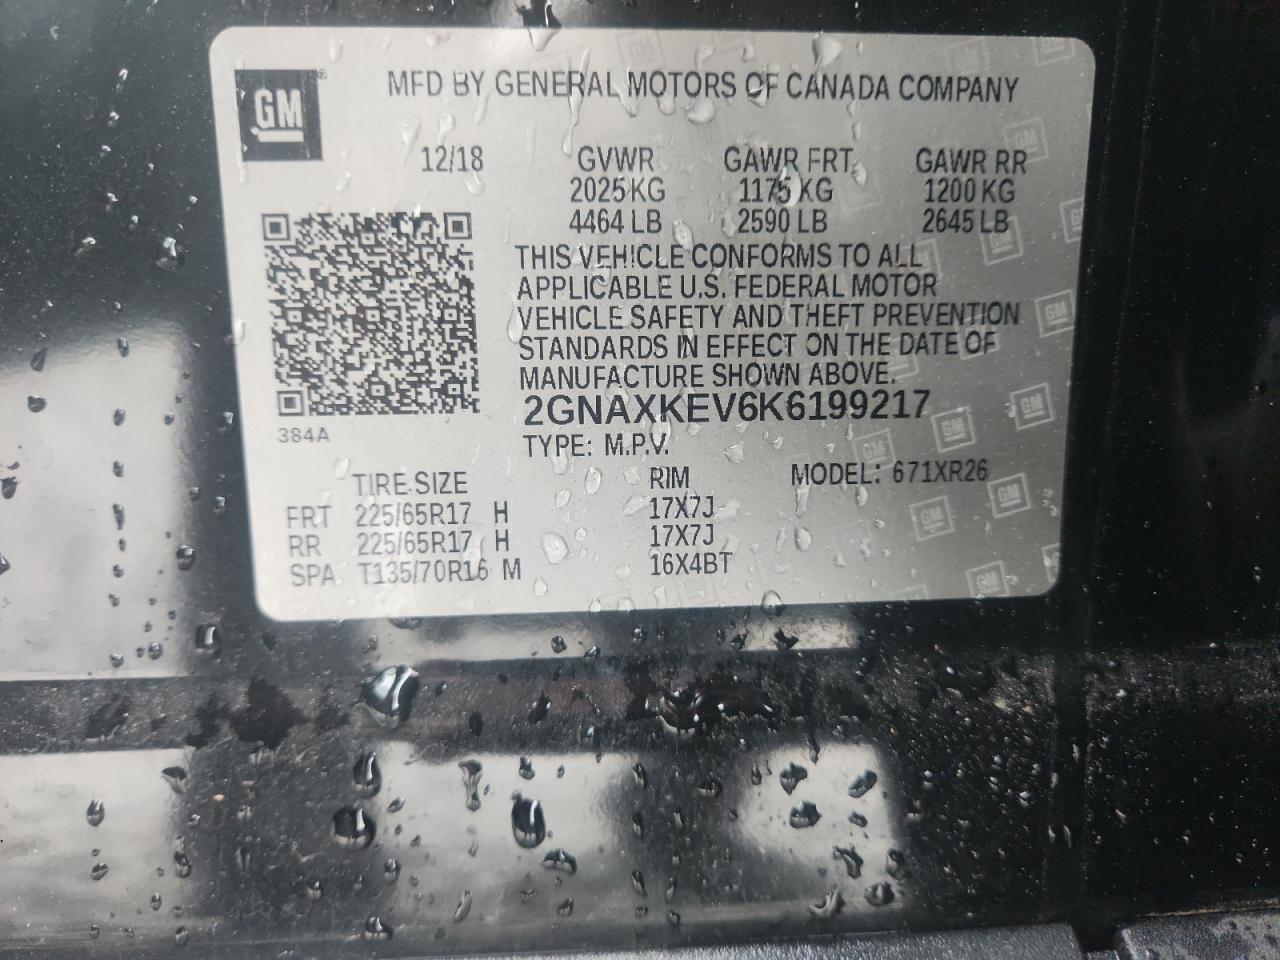 GM
MFD BY GENERAL MOTORS OF CANADA COMPANY
12/18 GVWR GAWR FRT GAWR RR
2025 KG 1175 KG 1200 KG
4464 LB 2590 LB 2645 LB
THIS VEHICLE CONFORMS TO ALL
APPLICABLE U.S. FEDERAL MOTOR
VEHICLE SAFETY AND THEFT PREVENTION
STANDARDS IN EFFECT ON THE DATE OF
MANUFACTURE SHOWN ABOVE.
2GNAXKEV6K6199217
384A
TYPE: M.P.V.
TIRE SIZE RIM MODEL: 671XR26
FRT 225/65R17 H 17X7J
RR 225/65R17 H 17X7J
SPA T135/70R16 M 16X4BT